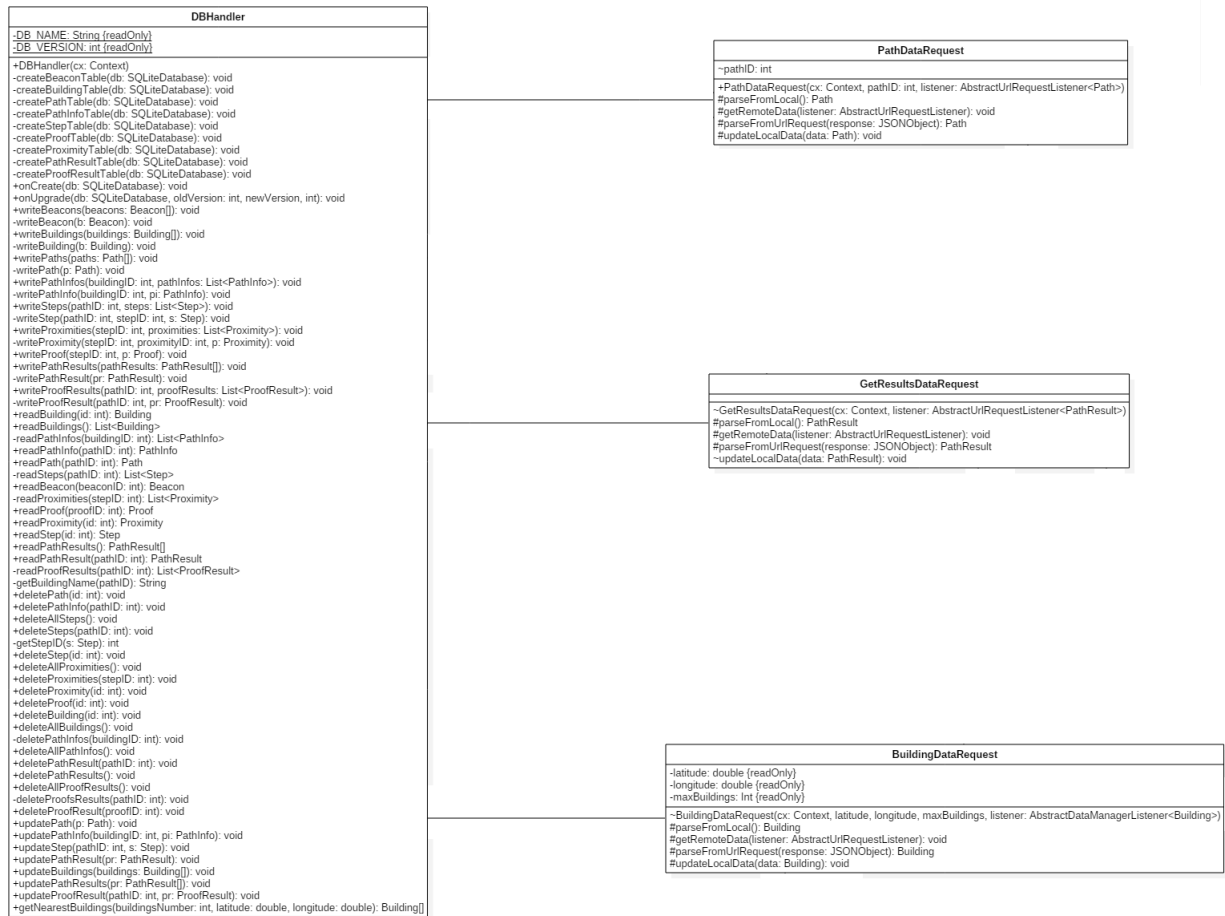 DBHandler
-DB_NAME: String {readOnly}
-DB_VERSION: int {readOnly}
+DBHandler(cx: Context)
-createBeaconTable(db: SQLiteDatabase): void
-createBuildingTable(db: SQLiteDatabase): void
-createPathTable(db: SQLiteDatabase): void
-createPathInfoTable(db: SQLiteDatabase): void
-createStepTable(db: SQLiteDatabase): void
-createProofTable(db: SQLiteDatabase): void
-createProximityTable(db: SQLiteDatabase): void
-createPathResultTable(db: SQLiteDatabase): void
-createProofResultTable(db: SQLiteDatabase): void
+onCreate(db: SQLiteDatabase): void
+onUpgrade(db: SQLiteDatabase, oldVersion: int, newVersion, int): void
+writeBeacons(beacons: Beacon[]): void
-writeBeacon(b: Beacon): void
+writeBuildings(buildings: Building[]): void
-writeBuilding(b: Building): void
+writePaths(paths: Path[]): void
-writePath(p: Path): void
+writePathInfos(buildingID: int, pathInfos: List<PathInfo>): void
-writePathInfo(buildingID: int, pi: PathInfo): void
+writeSteps(pathID: int, steps: List<Step>): void
-writeStep(pathID: int, stepID: int, s: Step): void
+writeProximities(stepID: int, proximities: List<Proximity>): void
-writeProximity(stepID: int, proximityID: int, p: Proximity): void
+writeProof(stepID: int, p: Proof): void
+writePathResults(pathResults: PathResult[]): void
-writePathResult(pr: PathResult): void
+writeProofResults(pathID: int, proofResults: List<ProofResult>): void
-writeProofResult(pathID: int, pr: ProofResult): void
+readBuilding(id: int): Building
+readBuildings(): List<Building>
-readPathInfos(buildingID: int): List<PathInfo>
+readPathInfo(pathID: int): PathInfo
+readPath(pathID: int): Path
-readSteps(pathID: int): List<Step>
+readBeacon(beaconID: int): Beacon
-readProximities(stepID: int): List<Proximity>
+readProof(proofID: int): Proof
+readProximity(id: int): Proximity
+readStep(id: int): Step
+readPathResults(): PathResult[]
+readPathResult(pathID: int): PathResult
-readProofResults(pathID: int): List<ProofResult>
-getBuildingName(pathID): String
+deletePath(id: int): void
+deletePathInfo(pathID: int): void
+deleteAllSteps(): void
+deleteSteps(pathID: int): void
-getStepID(s: Step): int
+deleteStep(id: int): void
+deleteAllProximities(): void
+deleteProximities(stepID: int): void
+deleteProximity(id: int): void
+deleteProof(id: int): void
+deleteBuilding(id: int): void
+deleteAllBuildings(): void
-deletePathInfos(buildingID: int): void
+deleteAllPathInfos(): void
+deletePathResult(pathID: int): void
+deletePathResults(): void
+deleteAllProofResults(): void
-deleteProofsResults(pathID: int): void
+deleteProofResult(proofID: int): void
+updatePath(p: Path): void
+updatePathInfo(buildingID: int, pi: PathInfo): void
+updateStep(pathID: int, s: Step): void
+updatePathResult(pr: PathResult): void
+updateBuildings(buildings: Building[]): void
+updatePathResults(pr: PathResult[]): void
+updateProofResult(pathID: int, pr: ProofResult): void
+getNearestBuildings(buildingsNumber: int, latitude: double, longitude: double): Building[]
PathDataRequest
~pathID: int
+PathDataRequest(cx: Context, pathID: int, listener: AbstractUrlRequestListener<Path>)
#parseFromLocal(): Path
#getRemoteData(listener: AbstractUrlRequestListener): void
#parseFromUrlRequest(response: JSONObject): Path
#updateLocalData(data: Path): void
GetResultsDataRequest
~GetResultsDataRequest(cx: Context, listener: AbstractUrlRequestListener<PathResult>)
#parseFromLocal(): PathResult
#getRemoteData(listener: AbstractUrlRequestListener): void
#parseFromUrlRequest(response: JSONObject): PathResult
~updateLocalData(data: PathResult): void
BuildingDataRequest
-latitude: double {readOnly}
-longitude: double {readOnly}
-maxBuildings: Int {readOnly}
~BuildingDataRequest(cx: Context, latitude, longitude, maxBuildings, listener: AbstractDataManagerListener<Building>)
#parseFromLocal(): Building
#getRemoteData(listener: AbstractUrlRequestListener): void
#parseFromUrlRequest(response: JSONObject): Building
#updateLocalData(data: Building): void